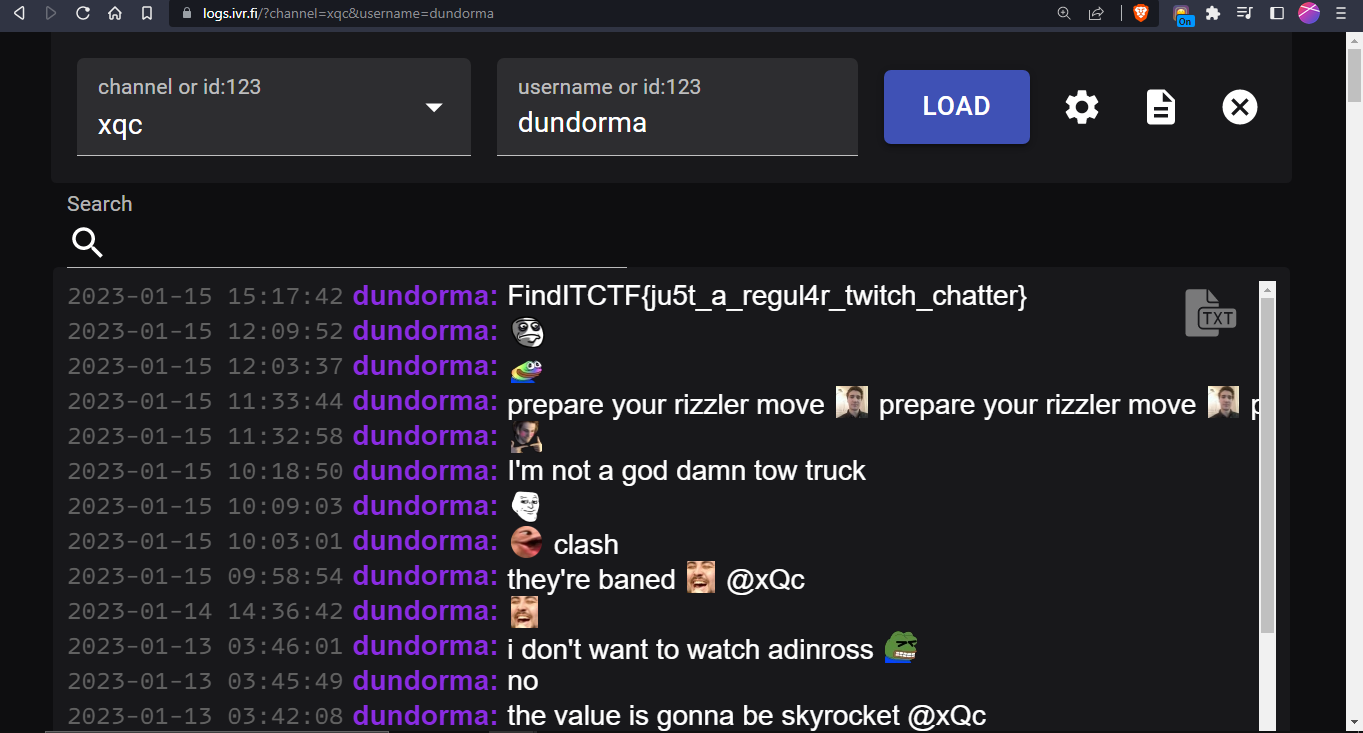 logs.ivr.fi/?channel=xqc&username=dundorma
On
channel or id:123
xqc
username or id:123
dundorma
LOAD
Search
2023-01-15 15:17:42 dundorma: FindITCTF{ju5t_a_regul4r_twitch_chatter}
TXT
2023-01-15 12:09:52 dundorma:
2023-01-15 12:03:37 dundorma:
2023-01-15 11:33:44 dundorma: prepare your rizzler move prepare your rizzler move p
2023-01-15 11:32:58 dundorma:
2023-01-15 10:18:50 dundorma: I'm not a god damn tow truck
2023-01-15 10:09:03 dundorma:
2023-01-15 10:03:01 dundorma: clash
2023-01-15 09:58:54 dundorma: they're baned @xQc
2023-01-14 14:36:42 dundorma:
2023-01-13 03:46:01 dundorma: i don't want to watch adinross
2023-01-13 03:45:49 dundorma: no
2023-01-13 03:42:08 dundorma: the value is gonna be skyrocket @xQc